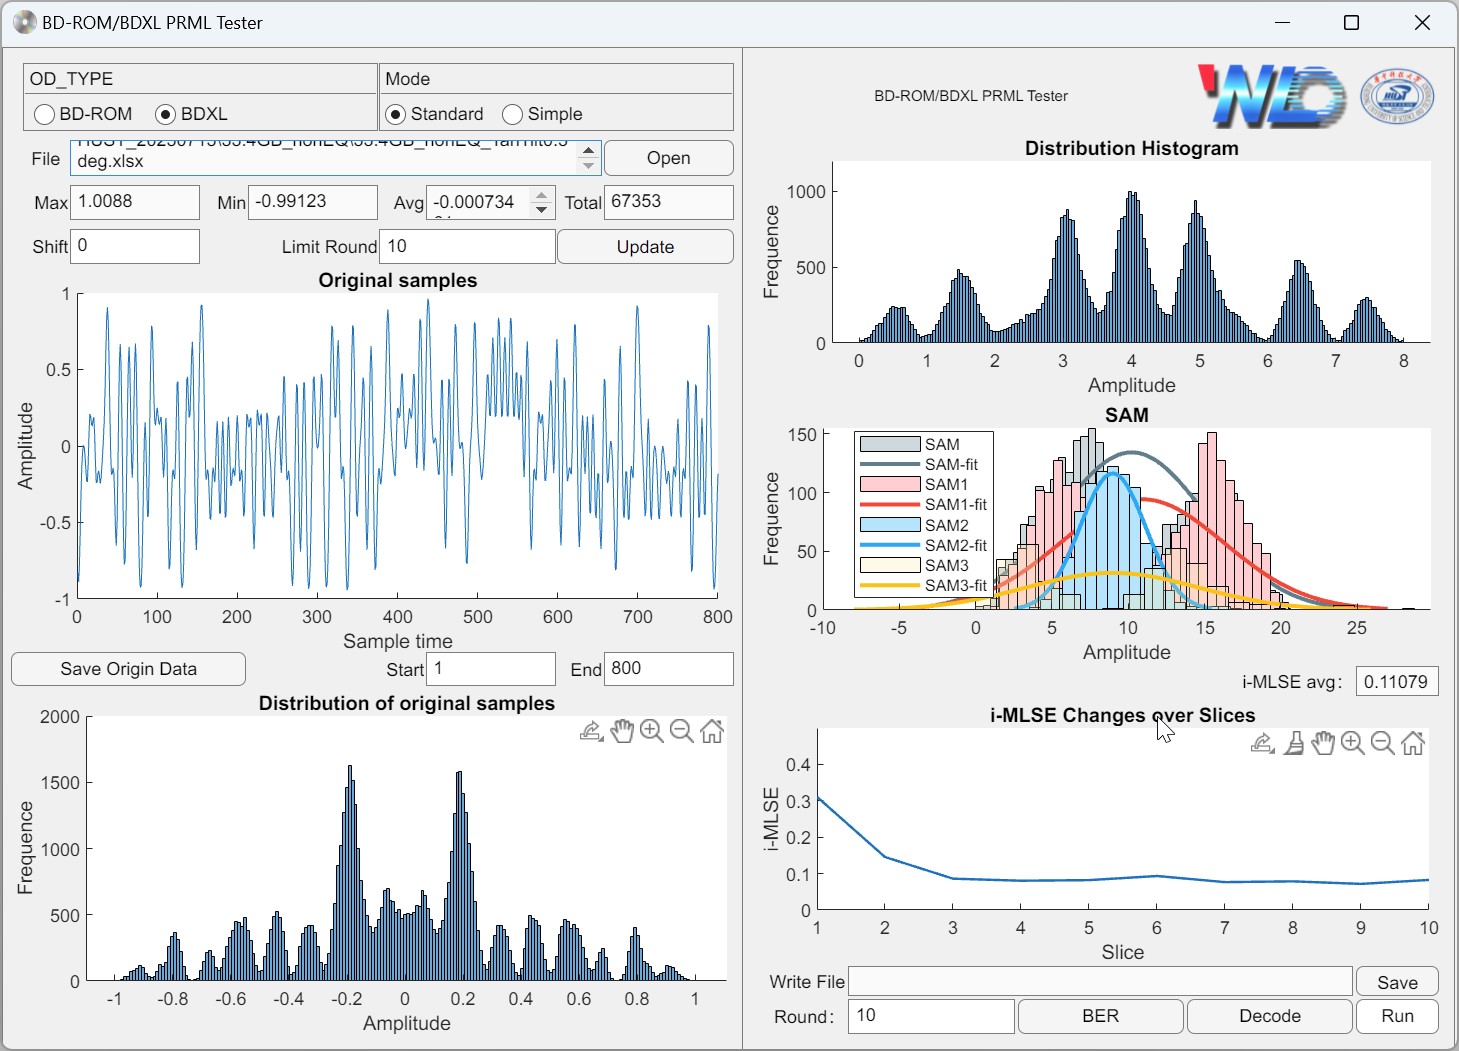 BD-ROM/BDXL PRML Tester
OD_TYPE
BD-ROM
BDXL
Mode
Standard
Simple
File
deg.xlsx
Open
Max
1.0088
Min
-0.99123
Avg
-0.000734
Total
67353
Shift
0
Limit Round
10
Update
Original samples
Amplitude
1
0.5
0
-0.5
-1
0
100
200
300
400
500
600
700
800
Sample time
Save Origin Data
Start
1
End
800
Distribution of original samples
Frequence
2000
1500
1000
500
0
-1
-0.8
-0.6
-0.4
-0.2
0
0.2
0.4
0.6
0.8
1
Amplitude
BD-ROM/BDXL PRML Tester
WLO
Distribution Histogram
Frequence
1000
500
0
0
1
2
3
4
5
6
7
8
Amplitude
SAM
Frequence
150
100
50
0
SAM
SAM-fit
SAM1
SAM1-fit
SAM2
SAM2-fit
SAM3
SAM3-fit
-10
-5
0
5
10
15
20
25
Amplitude
i-MLSE avg:
0.11079
i-MLSE Changes over Slices
i-MLSE
0.4
0.3
0.2
0.1
0
1
2
3
4
5
6
7
8
9
10
Slice
Write File
Save
Round:
10
BER
Decode
Run